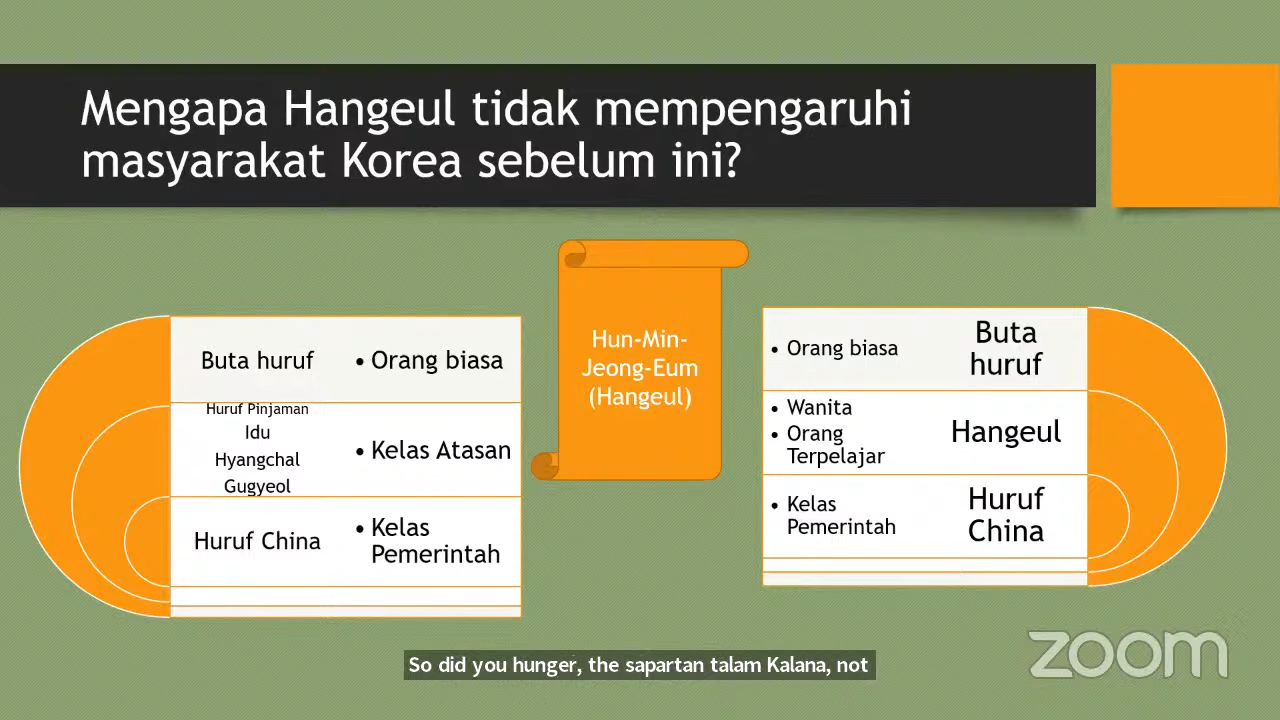 Mengapa Hangeul tidak mempengaruhi
masyarakat Korea sebelum ini?
Buta huruf
• Orang biasa
Huruf Pinjaman
Idu
Hyangchal
Gugyeol
• Kelas Atasan
Huruf China
• Kelas
Pemerintah
Hun-Min-
Jeong-Eum
(Hangeul)
• Orang biasa
Buta
huruf
• Wanita
• Orang
Terpelajar
Hangeul
• Kelas
Pemerintah
Huruf
China
So did you hunger, the sapartan talam Kalana, not
zoom